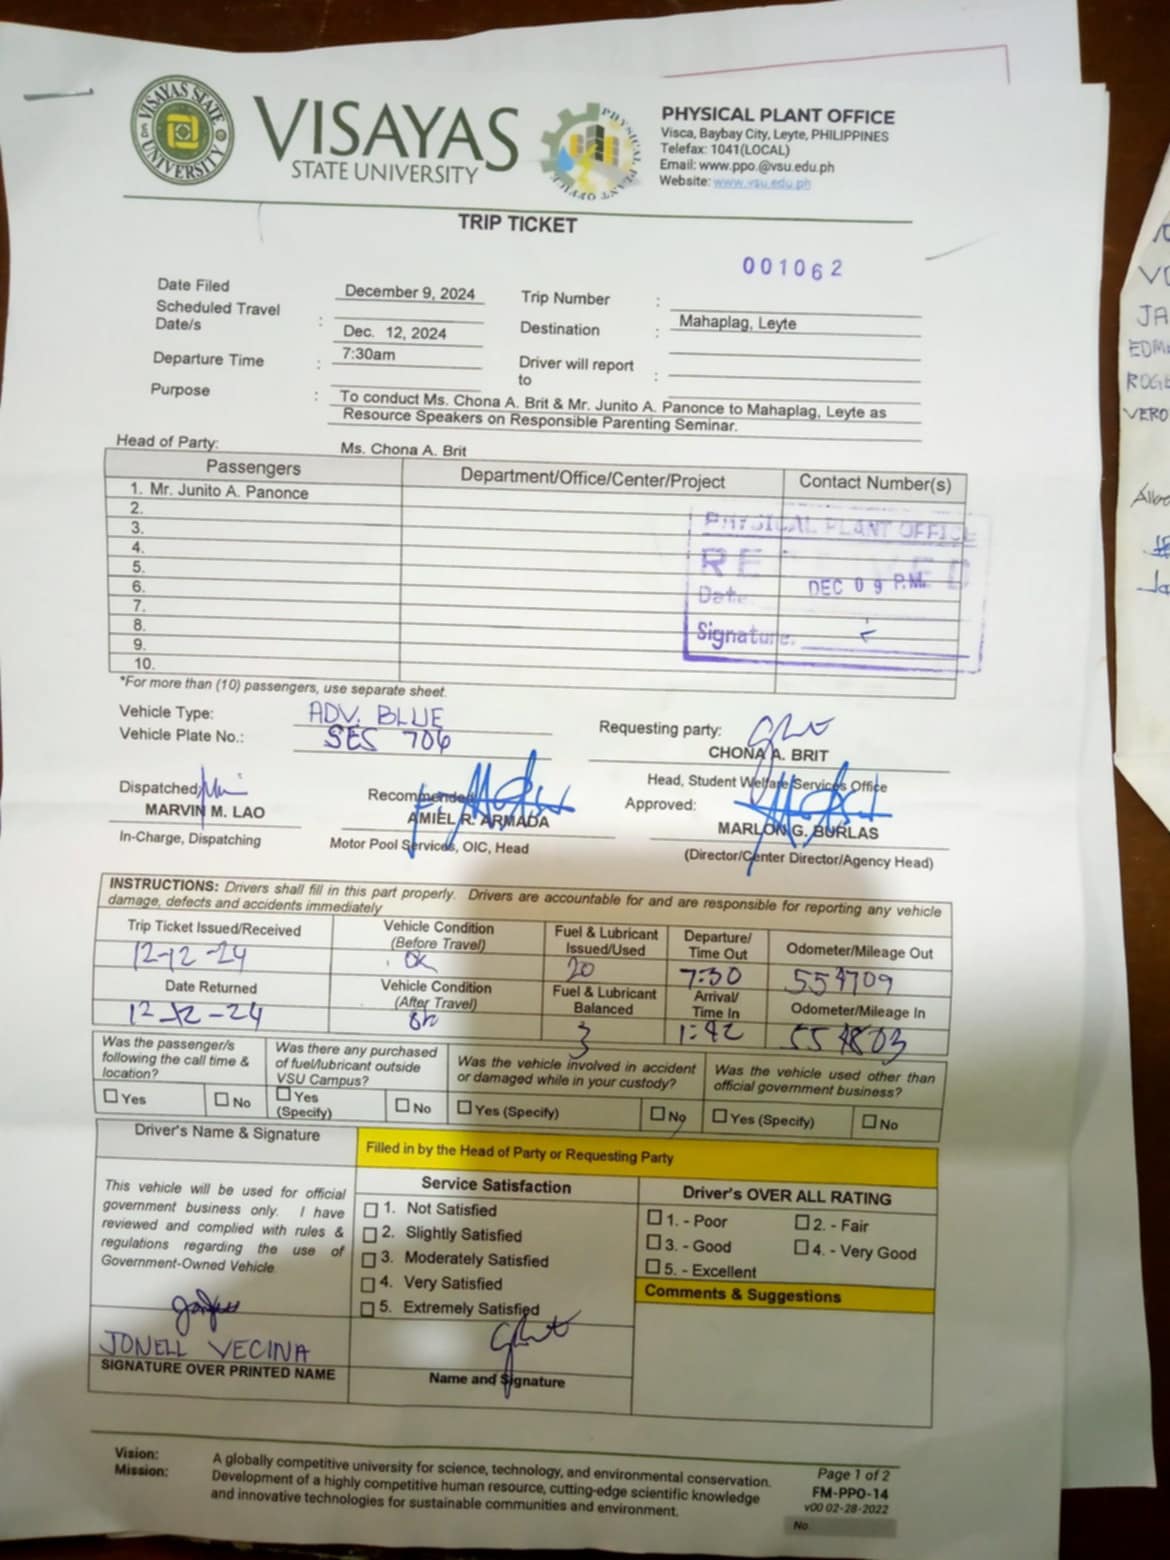 VISAYAS STATE UNIVERSITY
VISAYAS
STATE UNIVERSITY
PHYSICAL PLANT OFFICE
PHYSICAL PLANT OFFICE
Visca, Baybay City, Leyte, PHILIPPINES
Telefax: 1041(LOCAL)
Email: www.ppo.@vsu.edu.ph
Website: www.vsu.edu.ph
TRIP TICKET
001062
Date Filed December 9, 2024 Trip Number :
Scheduled Travel Date/s : Dec. 12, 2024 Destination : Mahaplag, Leyte
Departure Time : 7:30am Driver will report to :
Purpose : To conduct Ms. Chona A. Brit & Mr. Junito A. Panonce to Mahaplag, Leyte as
Resource Speakers on Responsible Parenting Seminar.
Head of Party: Ms. Chona A. Brit
Passengers Department/Office/Center/Project Contact Number(s)
1. Mr. Junito A. Panonce
2.
3.
4.
5.
6.
7.
8.
9.
10.
PHYSICAL PLANT OFFICE
Date. DEC 09 P.M.
Signature.
*For more than (10) passengers, use separate sheet.
Vehicle Type: ADV. BLUE Requesting party:
Vehicle Plate No.: SES 706 CHONA A. BRIT
Head, Student Welfare Services Office
Dispatched Recommended Approved:
MARVIN M. LAO AMIEL R. ARMADA MARLON G. BURLAS
In-Charge, Dispatching Motor Pool Services, OIC, Head (Director/Center Director/Agency Head)
INSTRUCTIONS: Drivers shall fill in this part properly. Drivers are accountable for and are responsible for reporting any vehicle
damage, defects and accidents immediately
Trip Ticket Issued/Received Vehicle Condition (Before Travel) Fuel & Lubricant Issued/Used Departure/ Time Out Odometer/Mileage Out
12-12-24 OK 20 7:30 554709
Date Returned Vehicle Condition (After Travel) Fuel & Lubricant Balanced Arrival/ Time In Odometer/Mileage In
12-12-24 OK 3 1:42 554803
Was the passenger/s following the call time & location? Was there any purchased of fuel/lubricant outside VSU Campus? Was the vehicle involved in accident or damaged while in your custody? Was the vehicle used other than official government business?
Yes No Yes (Specify) No Yes (Specify) No Yes (Specify) No
Driver's Name & Signature Filled in by the Head of Party or Requesting Party
This vehicle will be used for official
government business only. I have
reviewed and complied with rules &
regulations regarding the use of
Government-Owned Vehicle.
Service Satisfaction
1. Not Satisfied
2. Slightly Satisfied
3. Moderately Satisfied
4. Very Satisfied
5. Extremely Satisfied
Driver's OVER ALL RATING
1. - Poor 2. - Fair
3. - Good 4. - Very Good
5. - Excellent
Comments & Suggestions
JONELL VECINA
SIGNATURE OVER PRINTED NAME
Name and Signature
Vision: A globally competitive university for science, technology, and environmental conservation.
Mission: Development of a highly competitive human resource, cutting-edge scientific knowledge
and innovative technologies for sustainable communities and environment.
Page 1 of 2
FM-PPO-14
v00 02-28-2022
No.